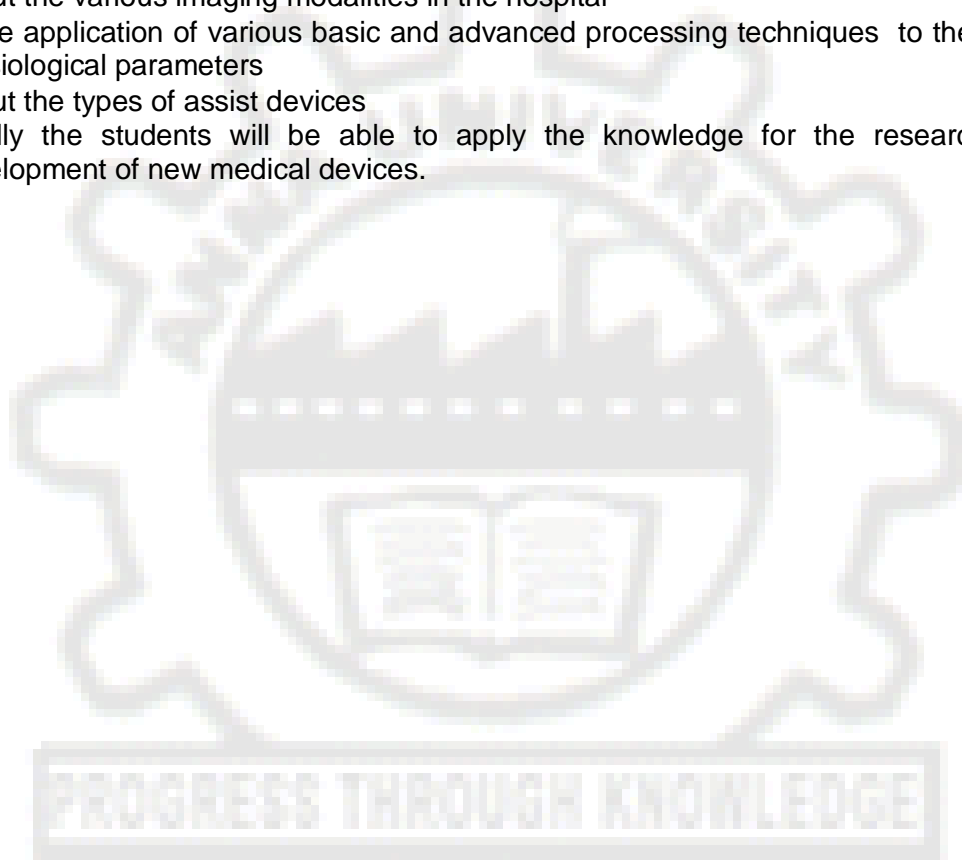 ut the various imaging modalities in the hospital
e application of various basic and advanced processing techniques to the
iological parameters
ut the types of assist devices
lly the students will be able to apply the knowledge for the researc
elopment of new medical devices.
ANNA UNIVERSITY
PROGRESS THROUGH KNOWLEDGE